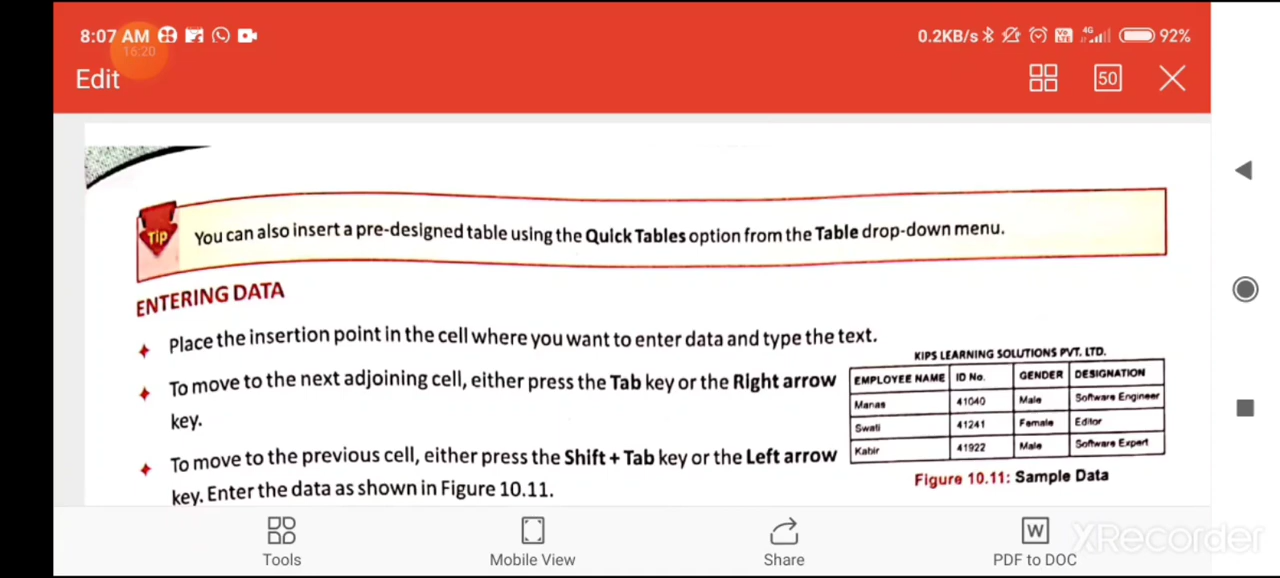 8:07 AM
0.2KB/s 4G 92%
16:20
Edit
50
Tip
You can also insert a pre-designed table using the Quick Tables option from the Table drop-down menu.
ENTERING DATA
Place the insertion point in the cell where you want to enter data and type the text.
To move to the next adjoining cell, either press the Tab key or the Right arrow
key.
To move to the previous cell, either press the Shift + Tab key or the Left arrow
key. Enter the data as shown in Figure 10.11.
KIPS LEARNING SOLUTIONS PVT. LTD.
EMPLOYEE NAME ID No. GENDER DESIGNATION
Manas 41040 Male Software Engineer
Swati 41241 Female Editor
Kabir 41922 Male Software Expert
Figure 10.11: Sample Data
Tools
Mobile View
Share
W
PDF to DOC
XRecorder